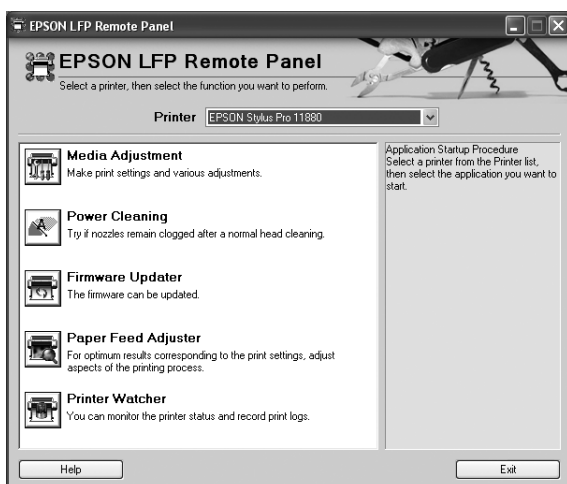 EPSON LFP Remote Panel
EPSON LFP Remote Panel
Select a printer, then select the function you want to perform.
Printer EPSON Stylus Pro 11880
Media Adjustment
Make print settings and various adjustments.
Power Cleaning
Try if nozzles remain clogged after a normal head cleaning.
Firmware Updater
The firmware can be updated.
Paper Feed Adjuster
For optimum results corresponding to the print settings, adjust
aspects of the printing process.
Printer Watcher
You can monitor the printer status and record print logs.
Application Startup Procedure
Select a printer from the Printer list,
then select the application you want to
start.
Help
Exit